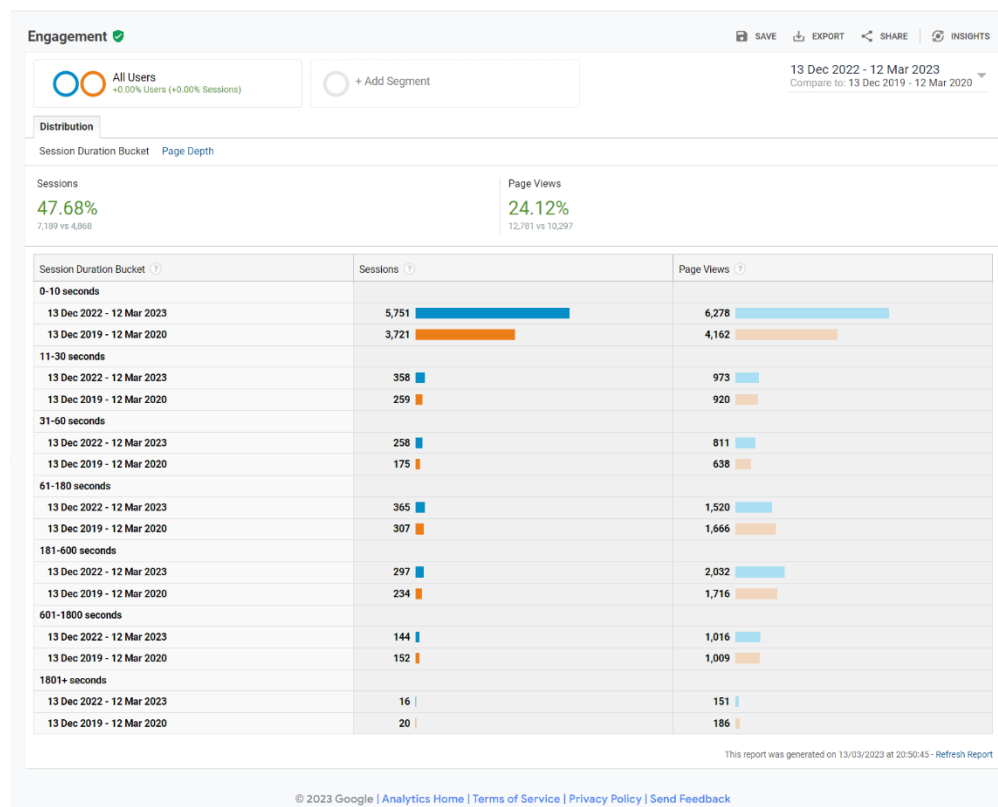 Engagement
SAVE EXPORT SHARE INSIGHTS
All Users
+0.00% Users (+0.00% Sessions)
+ Add Segment
13 Dec 2022 - 12 Mar 2023
Compare to: 13 Dec 2019 - 12 Mar 2020
Distribution
Session Duration Bucket Page Depth
Sessions Page Views
47.68% 24.12%
7,189 vs 4,868 12,781 vs 10,297
Session Duration Bucket ? Sessions ? Page Views ?
0-10 seconds
13 Dec 2022 - 12 Mar 2023 5,751 6,278
13 Dec 2019 - 12 Mar 2020 3,721 4,162
11-30 seconds
13 Dec 2022 - 12 Mar 2023 358 973
13 Dec 2019 - 12 Mar 2020 259 920
31-60 seconds
13 Dec 2022 - 12 Mar 2023 258 811
13 Dec 2019 - 12 Mar 2020 175 638
61-180 seconds
13 Dec 2022 - 12 Mar 2023 365 1,520
13 Dec 2019 - 12 Mar 2020 307 1,666
181-600 seconds
13 Dec 2022 - 12 Mar 2023 297 2,032
13 Dec 2019 - 12 Mar 2020 234 1,716
601-1800 seconds
13 Dec 2022 - 12 Mar 2023 144 1,016
13 Dec 2019 - 12 Mar 2020 152 1,009
1801+ seconds
13 Dec 2022 - 12 Mar 2023 16 151
13 Dec 2019 - 12 Mar 2020 20 186
This report was generated on 13/03/2023 at 20:50:45 - Refresh Report
© 2023 Google | Analytics Home | Terms of Service | Privacy Policy | Send Feedback